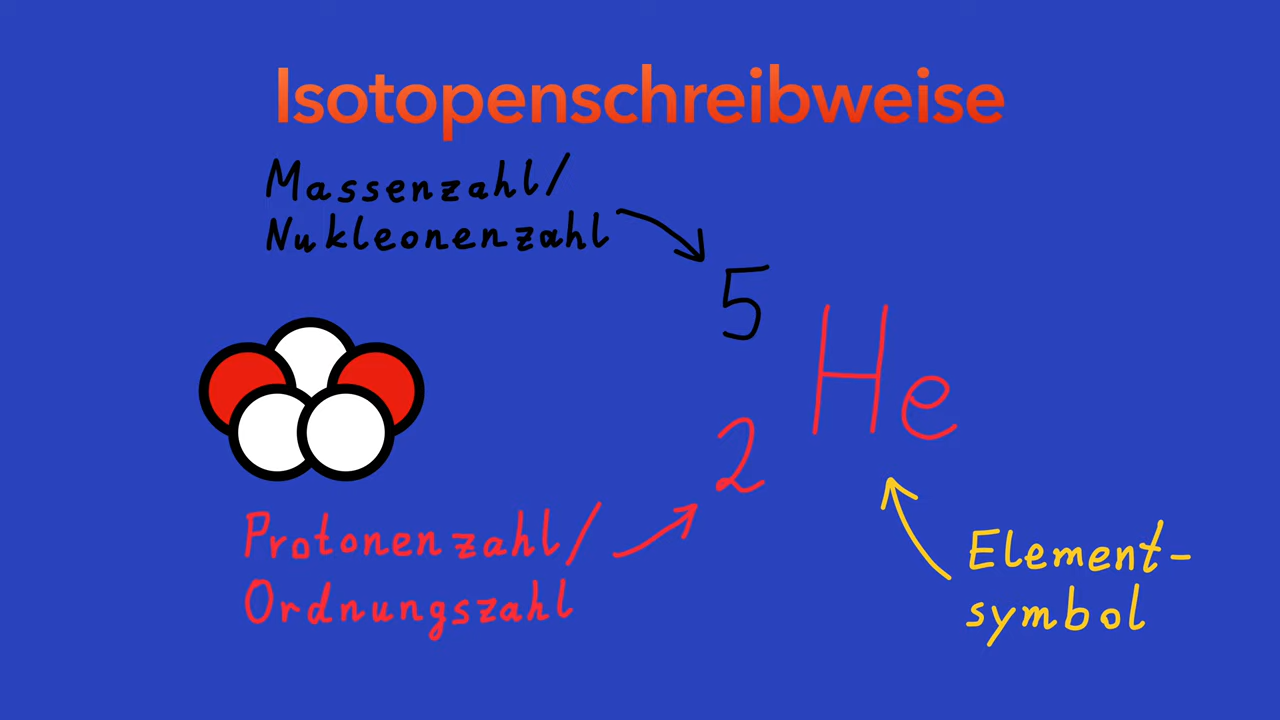 Isotopenschreibweise
Massenzahl/
Nukleonenzahl
5
He
2
Protonenzahl/
Ordnungszahl
Element-
symbol